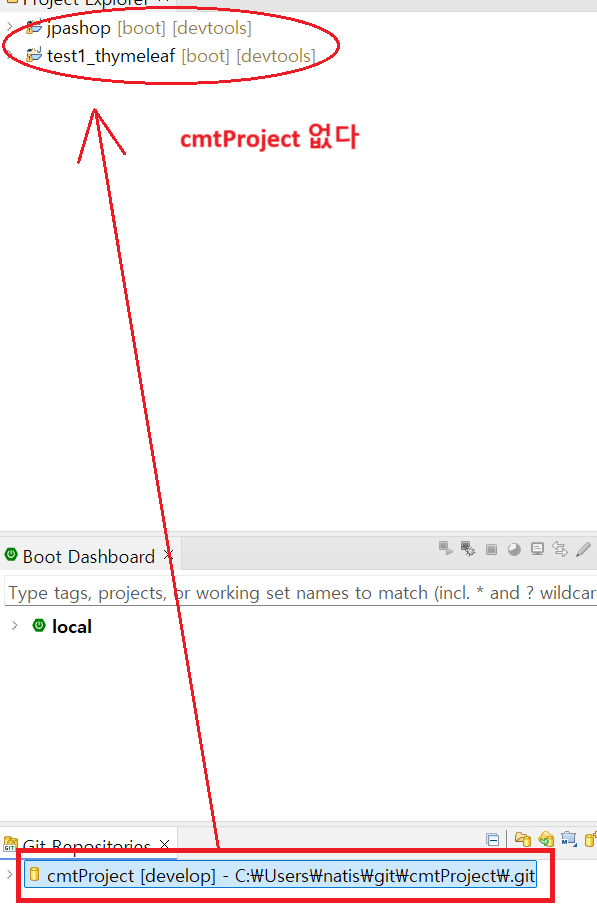 Project Explorer
jpashop [boot] [devtools]
test1_thymeleaf [boot] [devtools]
cmtProject 없다
Boot Dashboard
Type tags, projects, or working set names to match (incl. * and ? wildcar
local
GIT
Git Repositories
cmtProject [develop] - C:₩Users₩natis₩git₩cmtProject₩.git